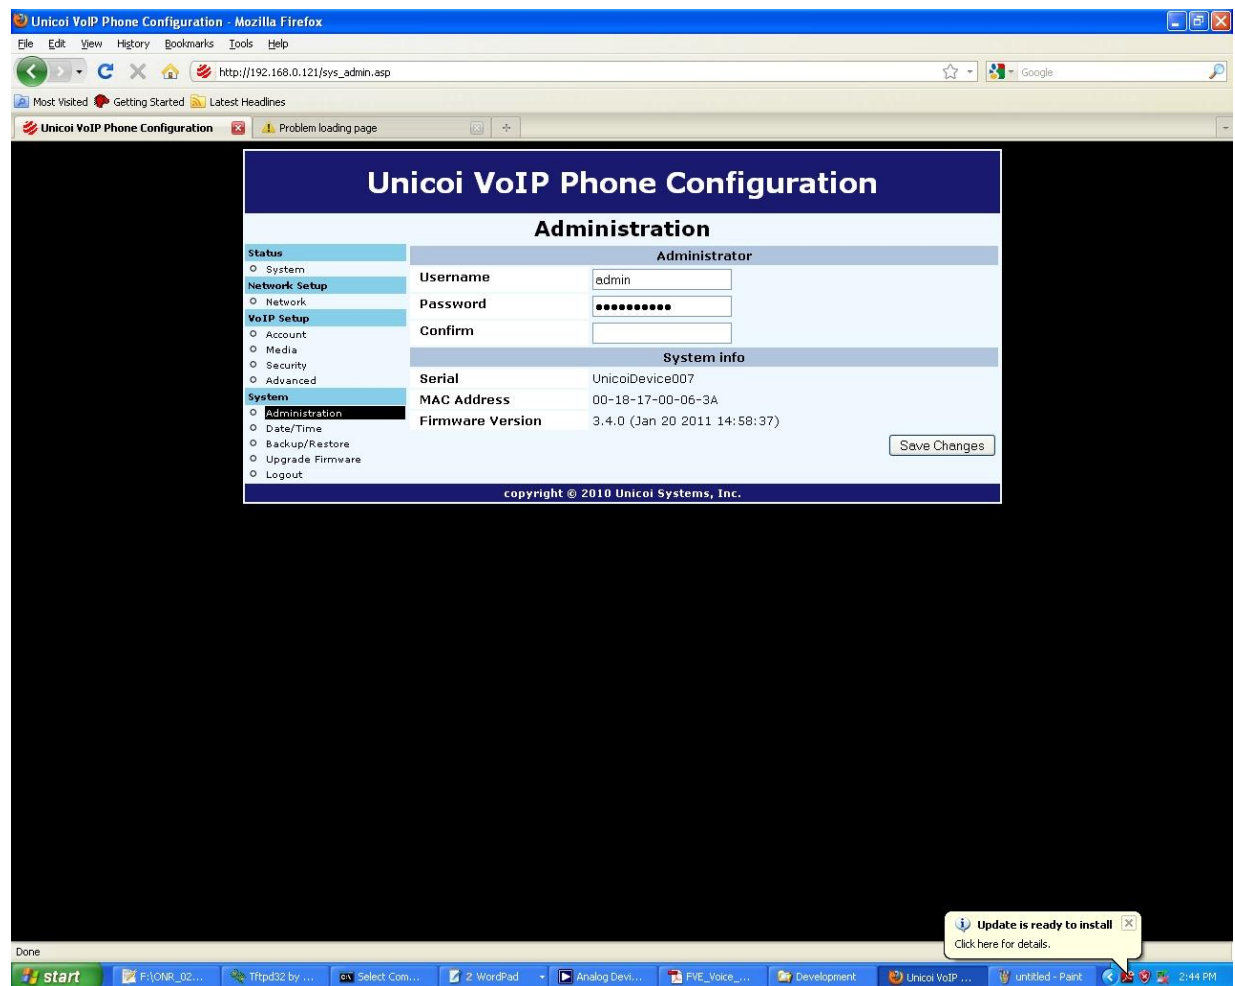 Unicoi VoIP Phone Configuration - Mozilla Firefox
File Edit View History Bookmarks Tools Help
http://192.168.0.121/sys_admin.asp
Google
Most Visited Getting Started Latest Headlines
Unicoi VoIP Phone Configuration Problem loading page
Unicoi VoIP Phone Configuration
Administration
Status
System
Network Setup
Network
VoIP Setup
Account
Media
Security
Advanced
System
Administration
Date/Time
Backup/Restore
Upgrade Firmware
Logout
Administrator
Username admin
Password ●●●●●●●●●●
Confirm
System info
Serial UnicoiDevice007
MAC Address 00-18-17-00-06-3A
Firmware Version 3.4.0 (Jan 20 2011 14:58:37)
Save Changes
copyright © 2010 Unicoi Systems, Inc.
Update is ready to install
Click here for details.
Done
start F:\ONR_02... Tftpd32 by ... Select Com... 2 WordPad Analog Devi... FVE_Voice_... Development Unicoi VoIP ... untitled - Paint 2:44 PM